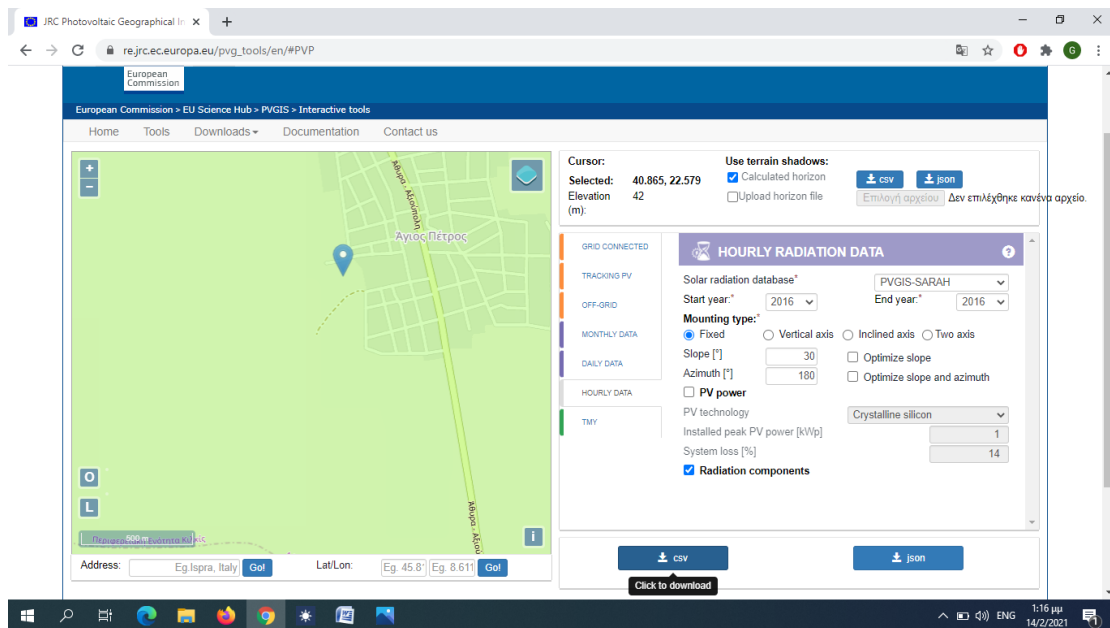 JRC Photovoltaic Geographical In
re.jrc.ec.europa.eu/pvg_tools/en/#PVP
G
European
Commission
European Commission > EU Science Hub > PVGIS > Interactive tools
Home Tools Downloads Documentation Contact us
+
−
Άθυρα - Αξιούπολη
Άγιος Πέτρος
O
L
500 m
i
Address: Eg.Ispra, Italy Go! Lat/Lon: Eg. 45.8 Eg. 8.611 Go!
Cursor:
Selected: 40.865, 22.579
Elevation 42
(m):
Use terrain shadows:
Calculated horizon csv json
Upload horizon file Επιλογή αρχείου Δεν επιλέχθηκε κανένα αρχείο.
GRID CONNECTED
TRACKING PV
OFF-GRID
MONTHLY DATA
DAILY DATA
HOURLY DATA
TMY
HOURLY RADIATION DATA ?
Solar radiation database* PVGIS-SARAH
Start year:* 2016 End year:* 2016
Mounting type:*
Fixed Vertical axis Inclined axis Two axis
Slope [°] 30 Optimize slope
Azimuth [°] 180 Optimize slope and azimuth
PV power
PV technology Crystalline silicon
Installed peak PV power [kWp] 1
System loss [%] 14
Radiation components
csv json
Click to download
ENG
1:16 μμ
14/2/2021
1